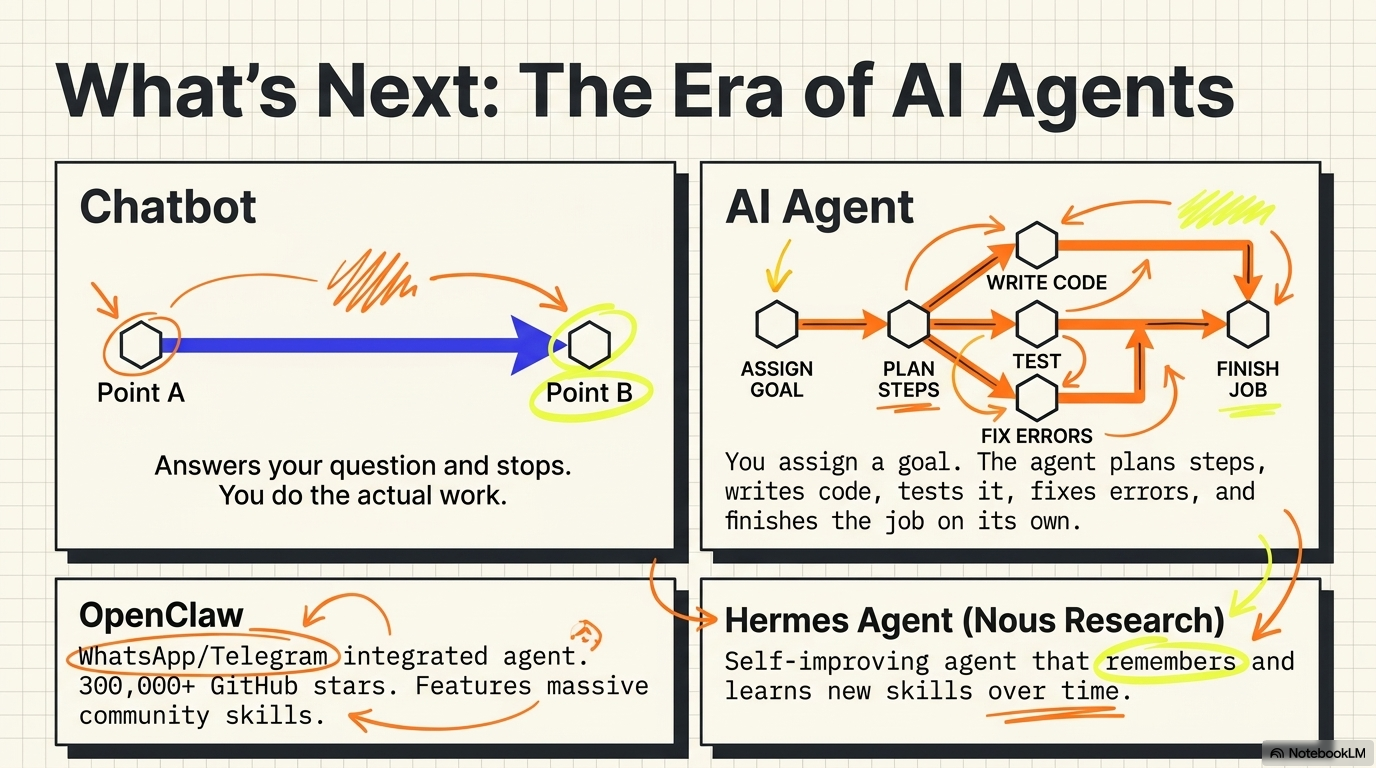 What's Next: The Era of AI Agents
Chatbot
Point A
Point B
Answers your question and stops.
You do the actual work.
AI Agent
ASSIGN
GOAL
PLAN
STEPS
WRITE CODE
TEST
FIX ERRORS
FINISH
JOB
You assign a goal. The agent plans steps,
writes code, tests it, fixes errors, and
finishes the job on its own.
OpenClaw
WhatsApp/Telegram integrated agent.
300,000+ GitHub stars. Features massive
community skills.
Hermes Agent (Nous Research)
Self-improving agent that remembers and
learns new skills over time.
NotebookLM